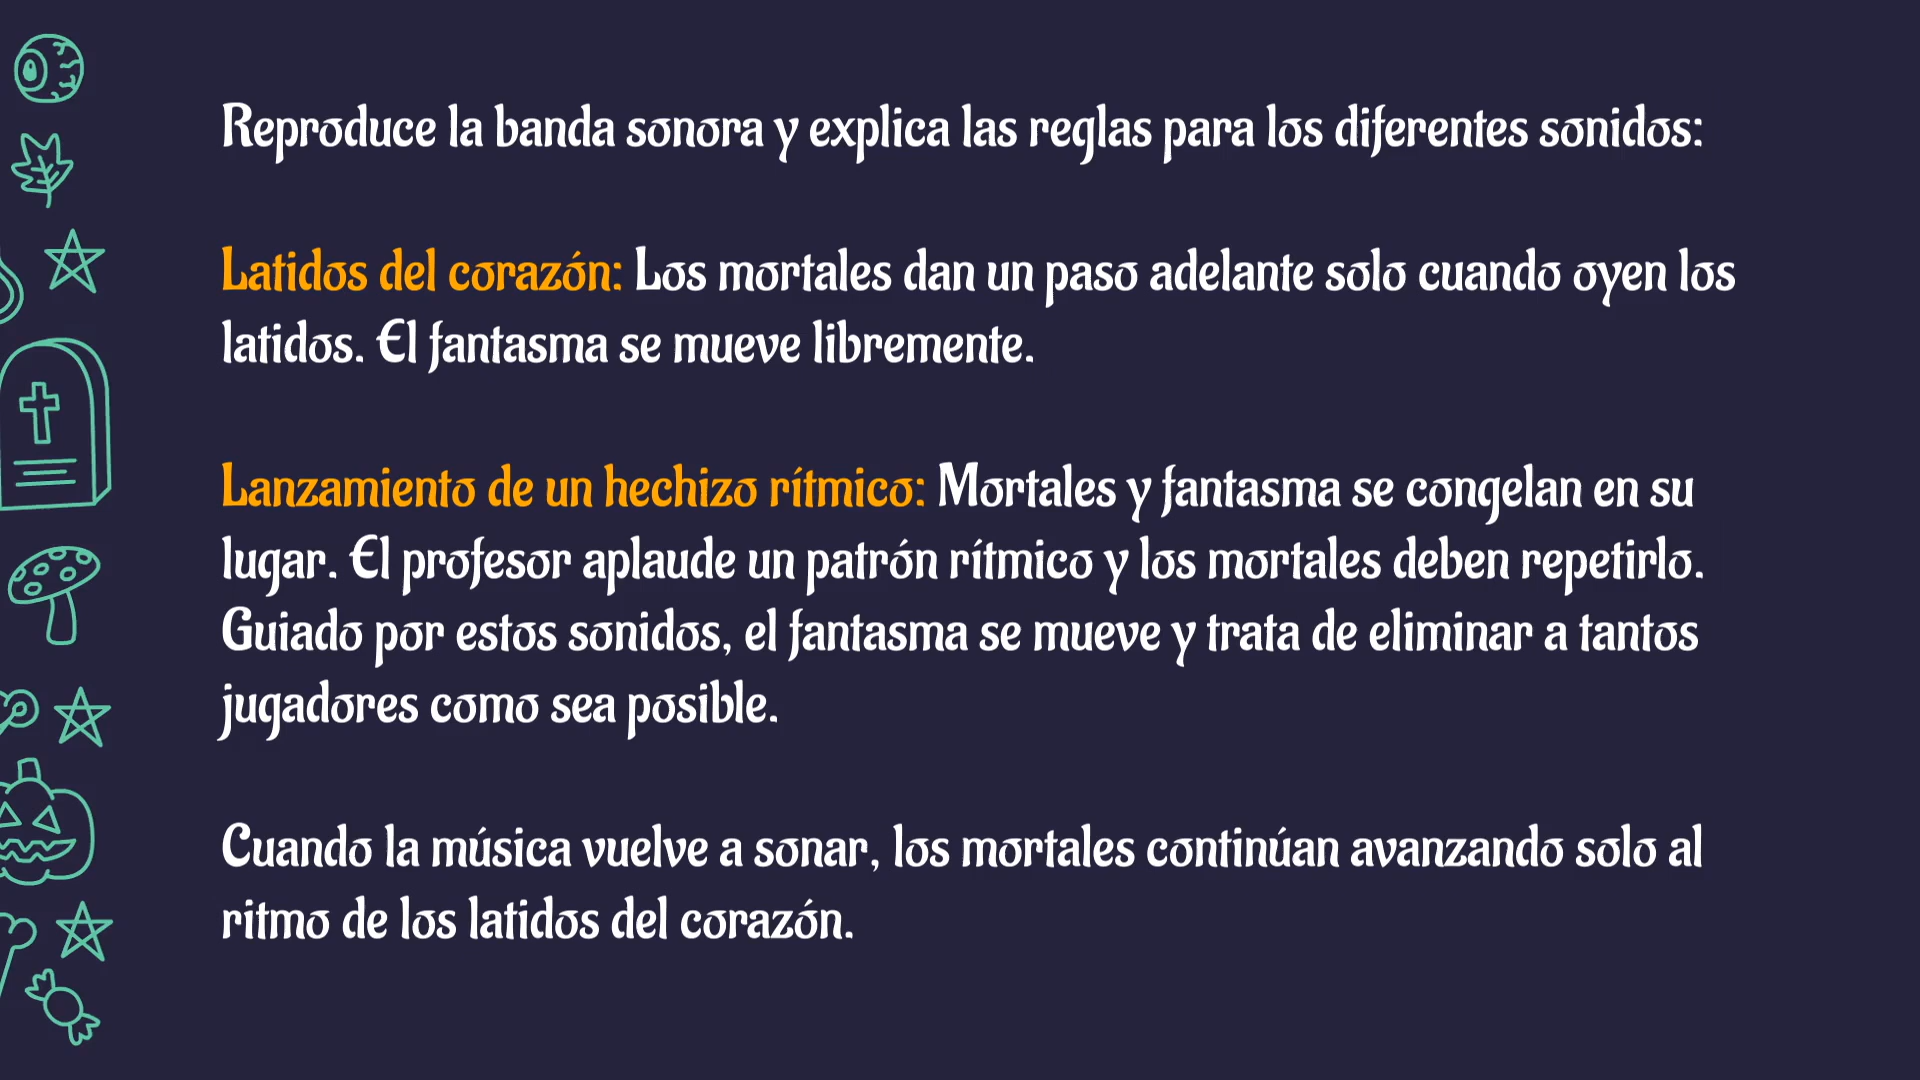 Reproduce la banda sonora y explica las reglas para los diferentes sonidos:
Latidos del corazón: Los mortales dan un paso adelante solo cuando oyen los
latidos. El fantasma se mueve libremente.
Lanzamiento de un hechizo rítmico: Mortales y fantasma se congelan en su
lugar. El profesor aplaude un patrón rítmico y los mortales deben repetirlo.
Guiado por estos sonidos, el fantasma se mueve y trata de eliminar a tantos
jugadores como sea posible.
Cuando la música vuelve a sonar, los mortales continúan avanzando solo al
ritmo de los latidos del corazón.